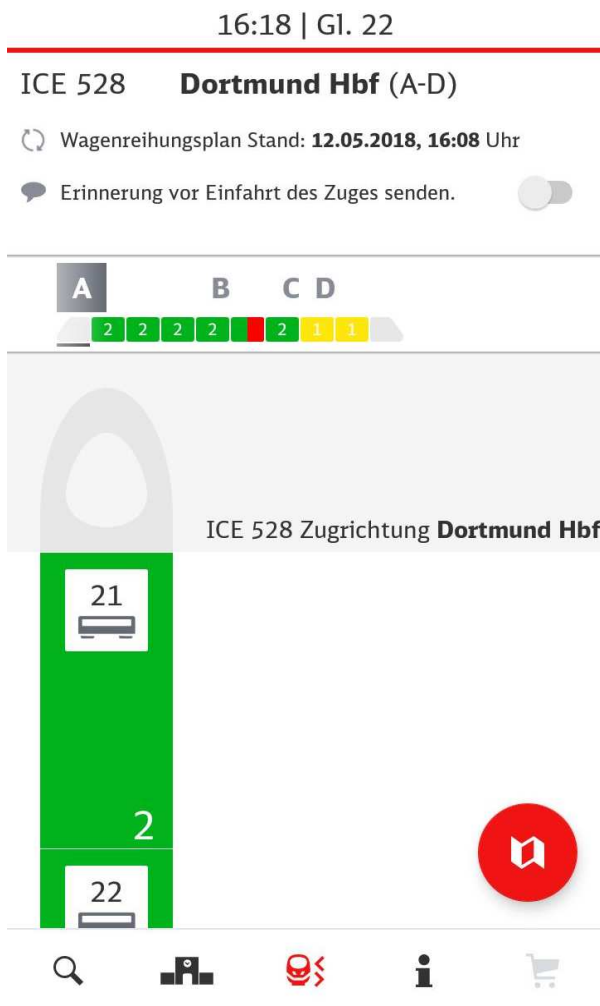 16:18 | Gl. 22
ICE 528 Dortmund Hbf (A-D)
Wagenreihungsplan Stand: 12.05.2018, 16:08 Uhr
Erinnerung vor Einfahrt des Zuges senden.
A B C D
2 2 2 2 2 1 1
ICE 528 Zugrichtung Dortmund Hbf
21
2
22